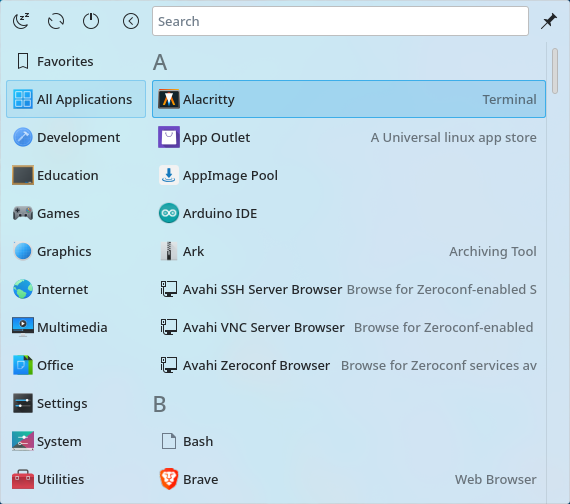 Search
Favorites
All Applications
Development
Education
Games
Graphics
Internet
Multimedia
Office
Settings
System
Utilities
A
Alacritty Terminal
App Outlet A Universal linux app store
AppImage Pool
Arduino IDE
Ark Archiving Tool
Avahi SSH Server Browser Browse for Zeroconf-enabled S
Avahi VNC Server Browser Browse for Zeroconf-enabled
Avahi Zeroconf Browser Browse for Zeroconf services av
B
Bash
Brave Web Browser